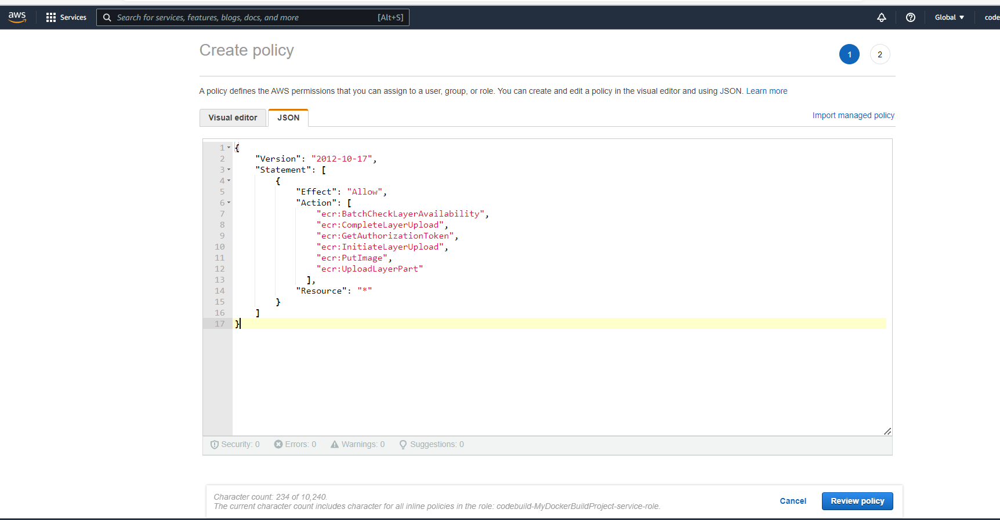 aws Services Search for services, features, blogs, docs, and more [Alt+S] Global ▼ code
Create policy
1 2
A policy defines the AWS permissions that you can assign to a user, group, or role. You can create and edit a policy in the visual editor and using JSON. Learn more
Visual editor JSON Import managed policy
1 {
2 "Version": "2012-10-17",
3 "Statement": [
4 {
5 "Effect": "Allow",
6 "Action": [
7 "ecr:BatchCheckLayerAvailability",
8 "ecr:CompleteLayerUpload",
9 "ecr:GetAuthorizationToken",
10 "ecr:InitiateLayerUpload",
11 "ecr:PutImage",
12 "ecr:UploadLayerPart"
13 ],
14 "Resource": "*"
15 }
16 ]
17 }
Security: 0 Errors: 0 Warnings: 0 Suggestions: 0
Character count: 234 of 10,240.
The current character count includes character for all inline policies in the role: codebuild-MyDockerBuildProject-service-role.
Cancel Review policy